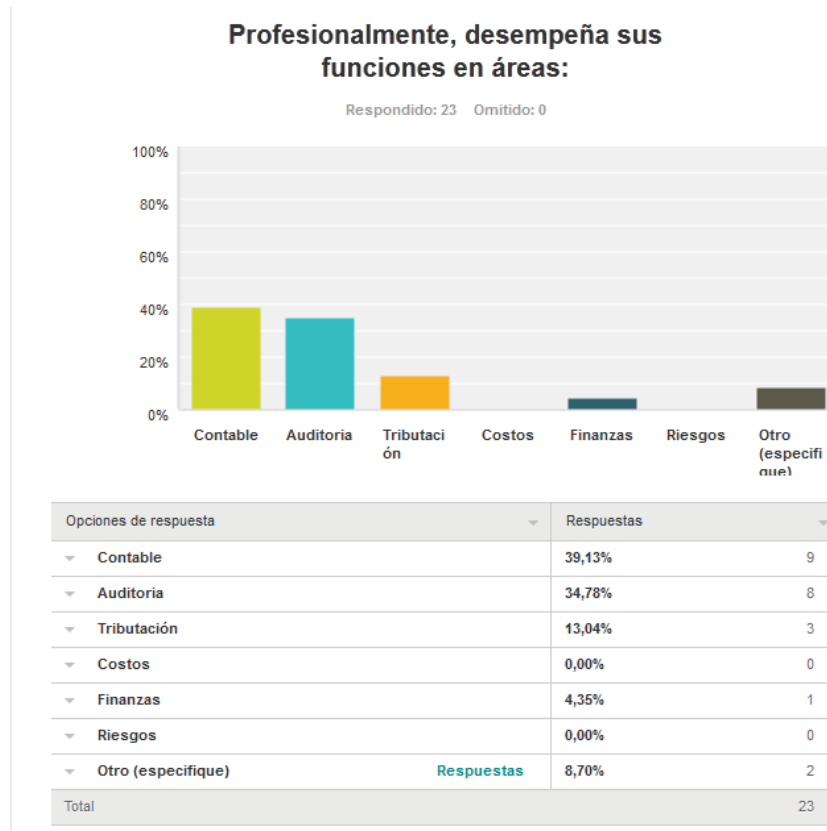 Profesionalmente, desempeña sus
funciones en áreas:
Respondido: 23 Omitido: 0
100%
80%
60%
40%
20%
0%
Contable Auditoria Tributaci Costos Finanzas Riesgos Otro
ón (especifi
que)
Opciones de respuesta Respuestas
Contable 39,13% 9
Auditoria 34,78% 8
Tributación 13,04% 3
Costos 0,00% 0
Finanzas 4,35% 1
Riesgos 0,00% 0
Otro (especifique) Respuestas 8,70% 2
Total 23